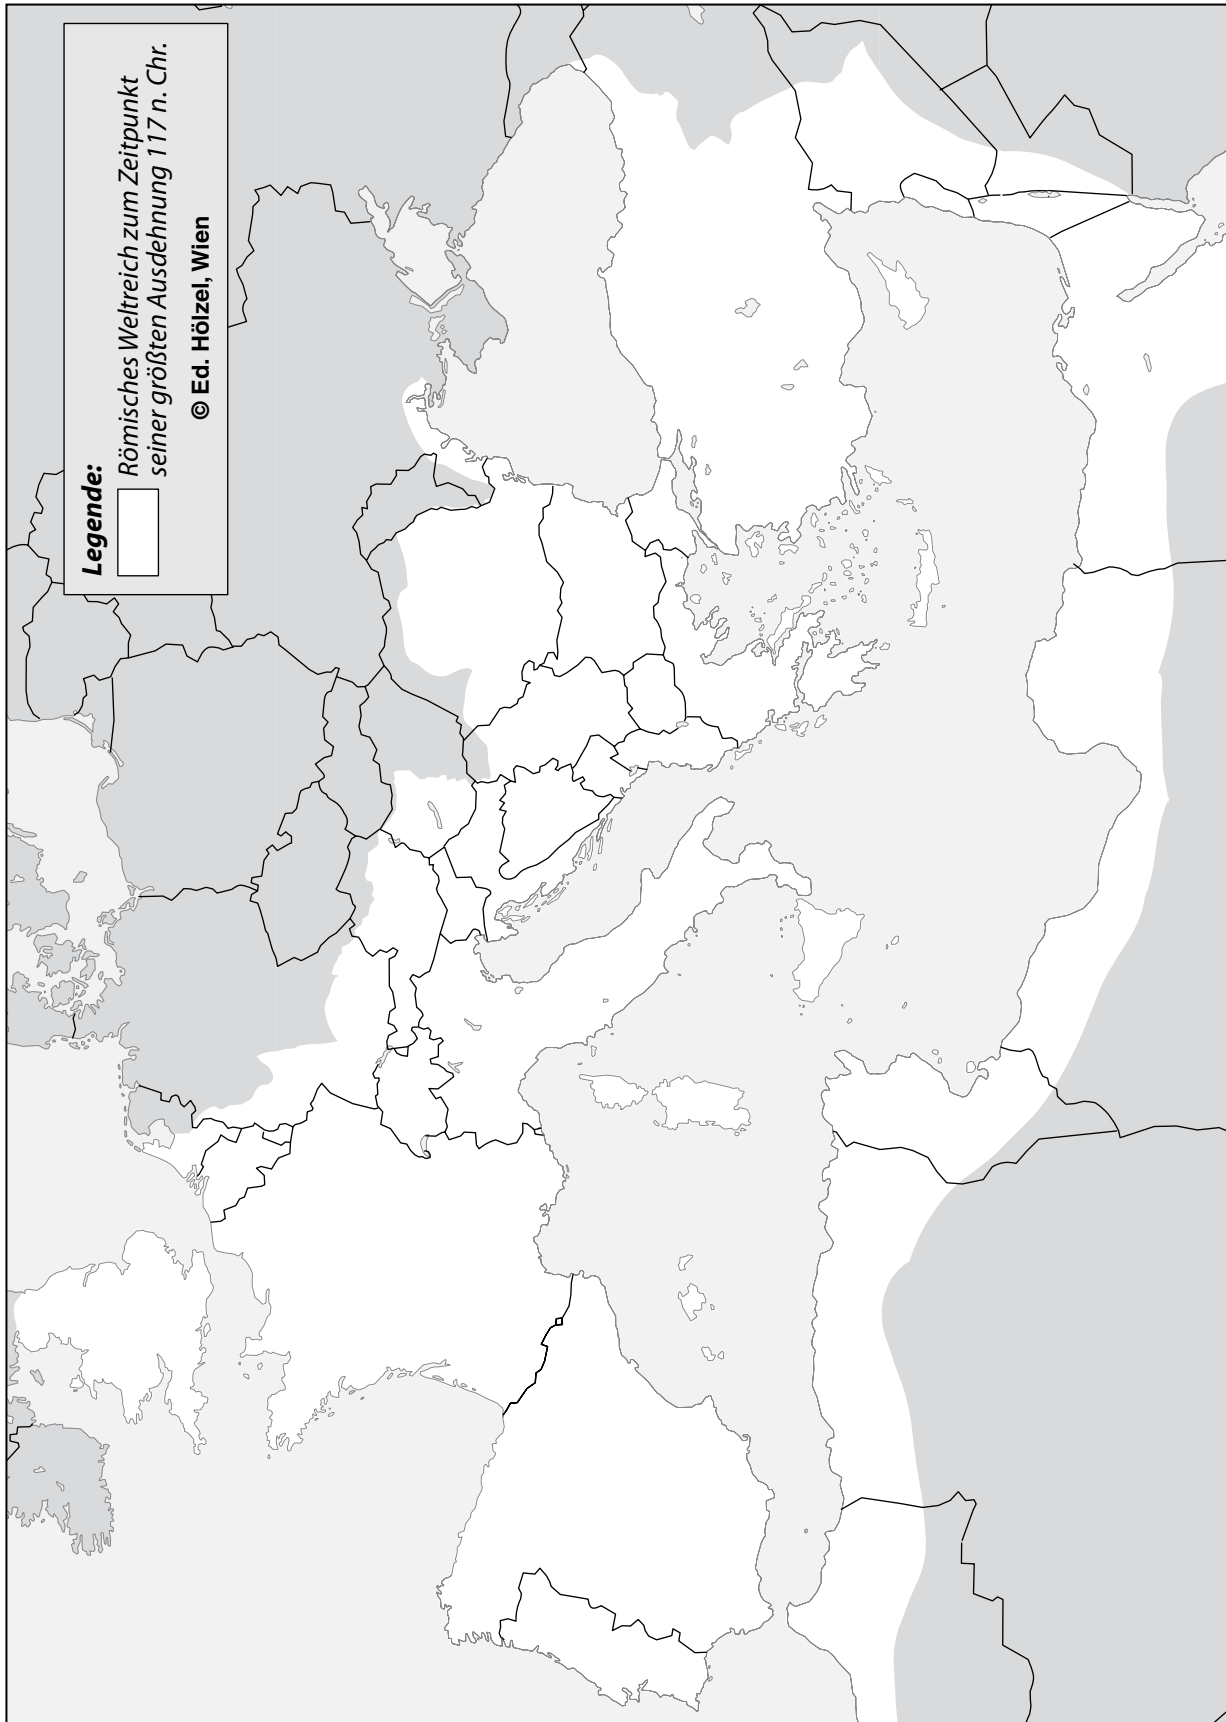 Legende:
Römisches Weltreich zum Zeitpunkt
seiner größten Ausdehnung 117 n. Chr.
© Ed. Hölzel, Wien